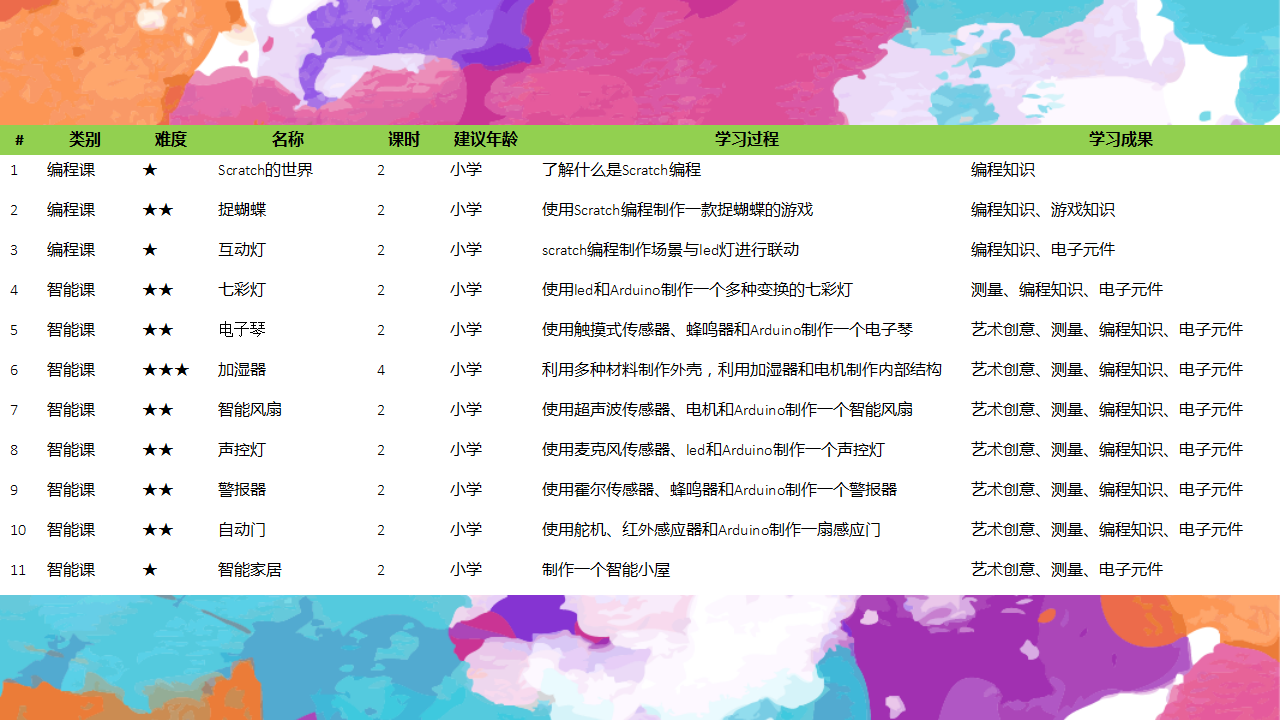 # 类别 难度 名称 课时 建议年龄 学习过程 学习成果
1 编程课 ★ Scratch的世界 2 小学 了解什么是Scratch编程 编程知识
2 编程课 ★★ 捉蝴蝶 2 小学 使用Scratch编程制作一款捉蝴蝶的游戏 编程知识、游戏知识
3 编程课 ★ 互动灯 2 小学 scratch编程制作场景与led灯进行联动 编程知识、电子元件
4 智能课 ★★ 七彩灯 2 小学 使用led和Arduino制作一个多种变换的七彩灯 测量、编程知识、电子元件
5 智能课 ★★ 电子琴 2 小学 使用触摸式传感器、蜂鸣器和Arduino制作一个电子琴 艺术创意、测量、编程知识、电子元件
6 智能课 ★★★ 加湿器 4 小学 利用多种材料制作外壳，利用加湿器和电机制作内部结构 艺术创意、测量、编程知识、电子元件
7 智能课 ★★ 智能风扇 2 小学 使用超声波传感器、电机和Arduino制作一个智能风扇 艺术创意、测量、编程知识、电子元件
8 智能课 ★★ 声控灯 2 小学 使用麦克风传感器、led和Arduino制作一个声控灯 艺术创意、测量、编程知识、电子元件
9 智能课 ★★ 警报器 2 小学 使用霍尔传感器、蜂鸣器和Arduino制作一个警报器 艺术创意、测量、编程知识、电子元件
10 智能课 ★★ 自动门 2 小学 使用舵机、红外感应器和Arduino制作一扇感应门 艺术创意、测量、编程知识、电子元件
11 智能课 ★ 智能家居 2 小学 制作一个智能小屋 艺术创意、测量、电子元件